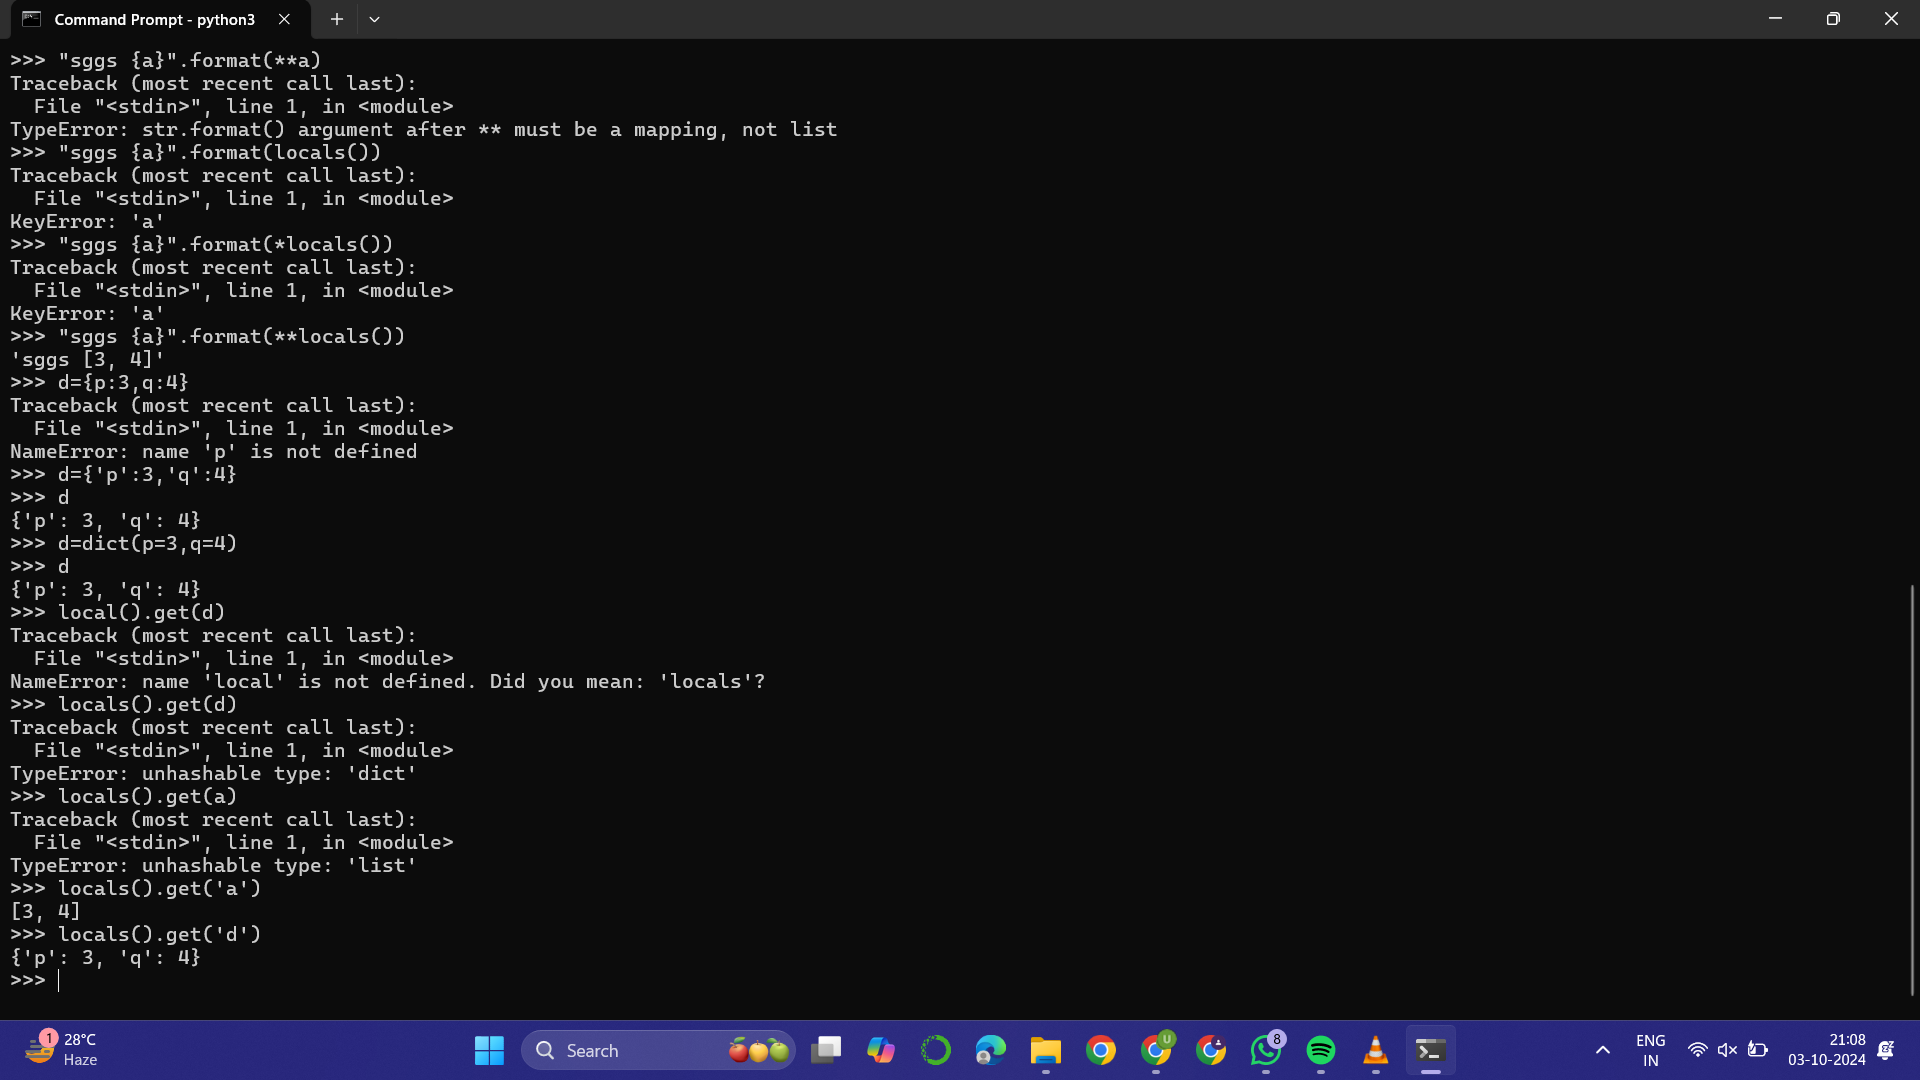 Command Prompt - python3
>>> "sggs {a}".format(**a)
Traceback (most recent call last):
  File "<stdin>", line 1, in <module>
TypeError: str.format() argument after ** must be a mapping, not list
>>> "sggs {a}".format(locals())
Traceback (most recent call last):
  File "<stdin>", line 1, in <module>
KeyError: 'a'
>>> "sggs {a}".format(*locals())
Traceback (most recent call last):
  File "<stdin>", line 1, in <module>
KeyError: 'a'
>>> "sggs {a}".format(**locals())
'sggs [3, 4]'
>>> d={p:3,q:4}
Traceback (most recent call last):
  File "<stdin>", line 1, in <module>
NameError: name 'p' is not defined
>>> d={'p':3,'q':4}
>>> d
{'p': 3, 'q': 4}
>>> d=dict(p=3,q=4)
>>> d
{'p': 3, 'q': 4}
>>> local().get(d)
Traceback (most recent call last):
  File "<stdin>", line 1, in <module>
NameError: name 'local' is not defined. Did you mean: 'locals'?
>>> locals().get(d)
Traceback (most recent call last):
  File "<stdin>", line 1, in <module>
TypeError: unhashable type: 'dict'
>>> locals().get(a)
Traceback (most recent call last):
  File "<stdin>", line 1, in <module>
TypeError: unhashable type: 'list'
>>> locals().get('a')
[3, 4]
>>> locals().get('d')
{'p': 3, 'q': 4}
>>>
1
28°C
Haze
Search
U
8
ENG
IN
21:08
03-10-2024